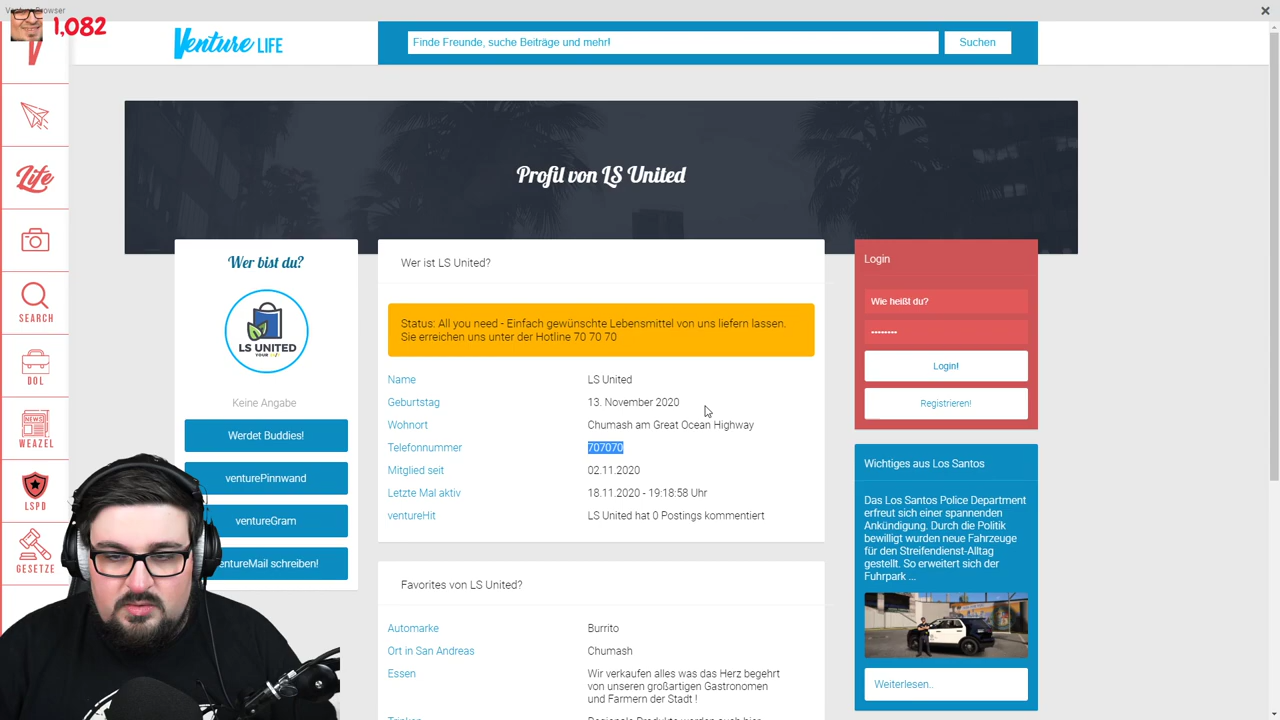 Venture Browser
1,082
Venture LIFE
Finde Freunde, suche Beiträge und mehr!
Suchen
Life
SEARCH
DOL
WEAZEL
LSPD
GESETZE
Profil von LS United
Wer bist du?
LS UNITED
Keine Angabe
Werdet Buddies!
venturePinnwand
ventureGram
entureMail schreiben!
Wer ist LS United?
Status: All you need - Einfach gewünschte Lebensmittel von uns liefern lassen.
Sie erreichen uns unter der Hotline 70 70 70
Name LS United
Geburtstag 13. November 2020
Wohnort Chumash am Great Ocean Highway
Telefonnummer 707070
Mitglied seit 02.11.2020
Letzte Mal aktiv 18.11.2020 - 19:18:58 Uhr
ventureHit LS United hat 0 Postings kommentiert
Favorites von LS United?
Automarke Burrito
Ort in San Andreas Chumash
Essen Wir verkaufen alles was das Herz begehrt
von unseren großartigen Gastronomen
und Farmern der Stadt !
Login
Wie heißt du?
Login!
Registrieren!
Wichtiges aus Los Santos
Das Los Santos Police Department
erfreut sich einer spannenden
Ankündigung. Durch die Politik
bewilligt wurden neue Fahrzeuge
für den Streifendienst-Alltag
gestellt. So erweitert sich der
Fuhrpark ...
Weiterlesen..